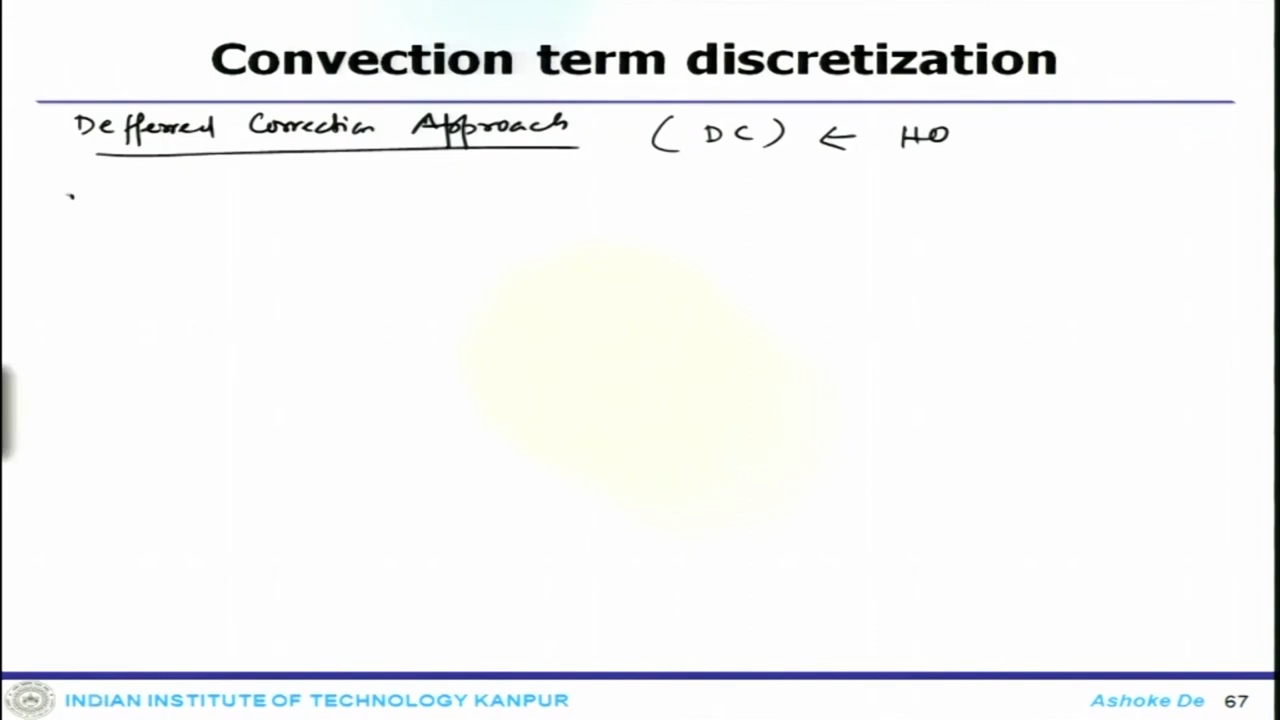 Convection term discretization
Defferred Correction Approach (DC) ← HO
INDIAN INSTITUTE OF TECHNOLOGY KANPUR
Ashoke De 67